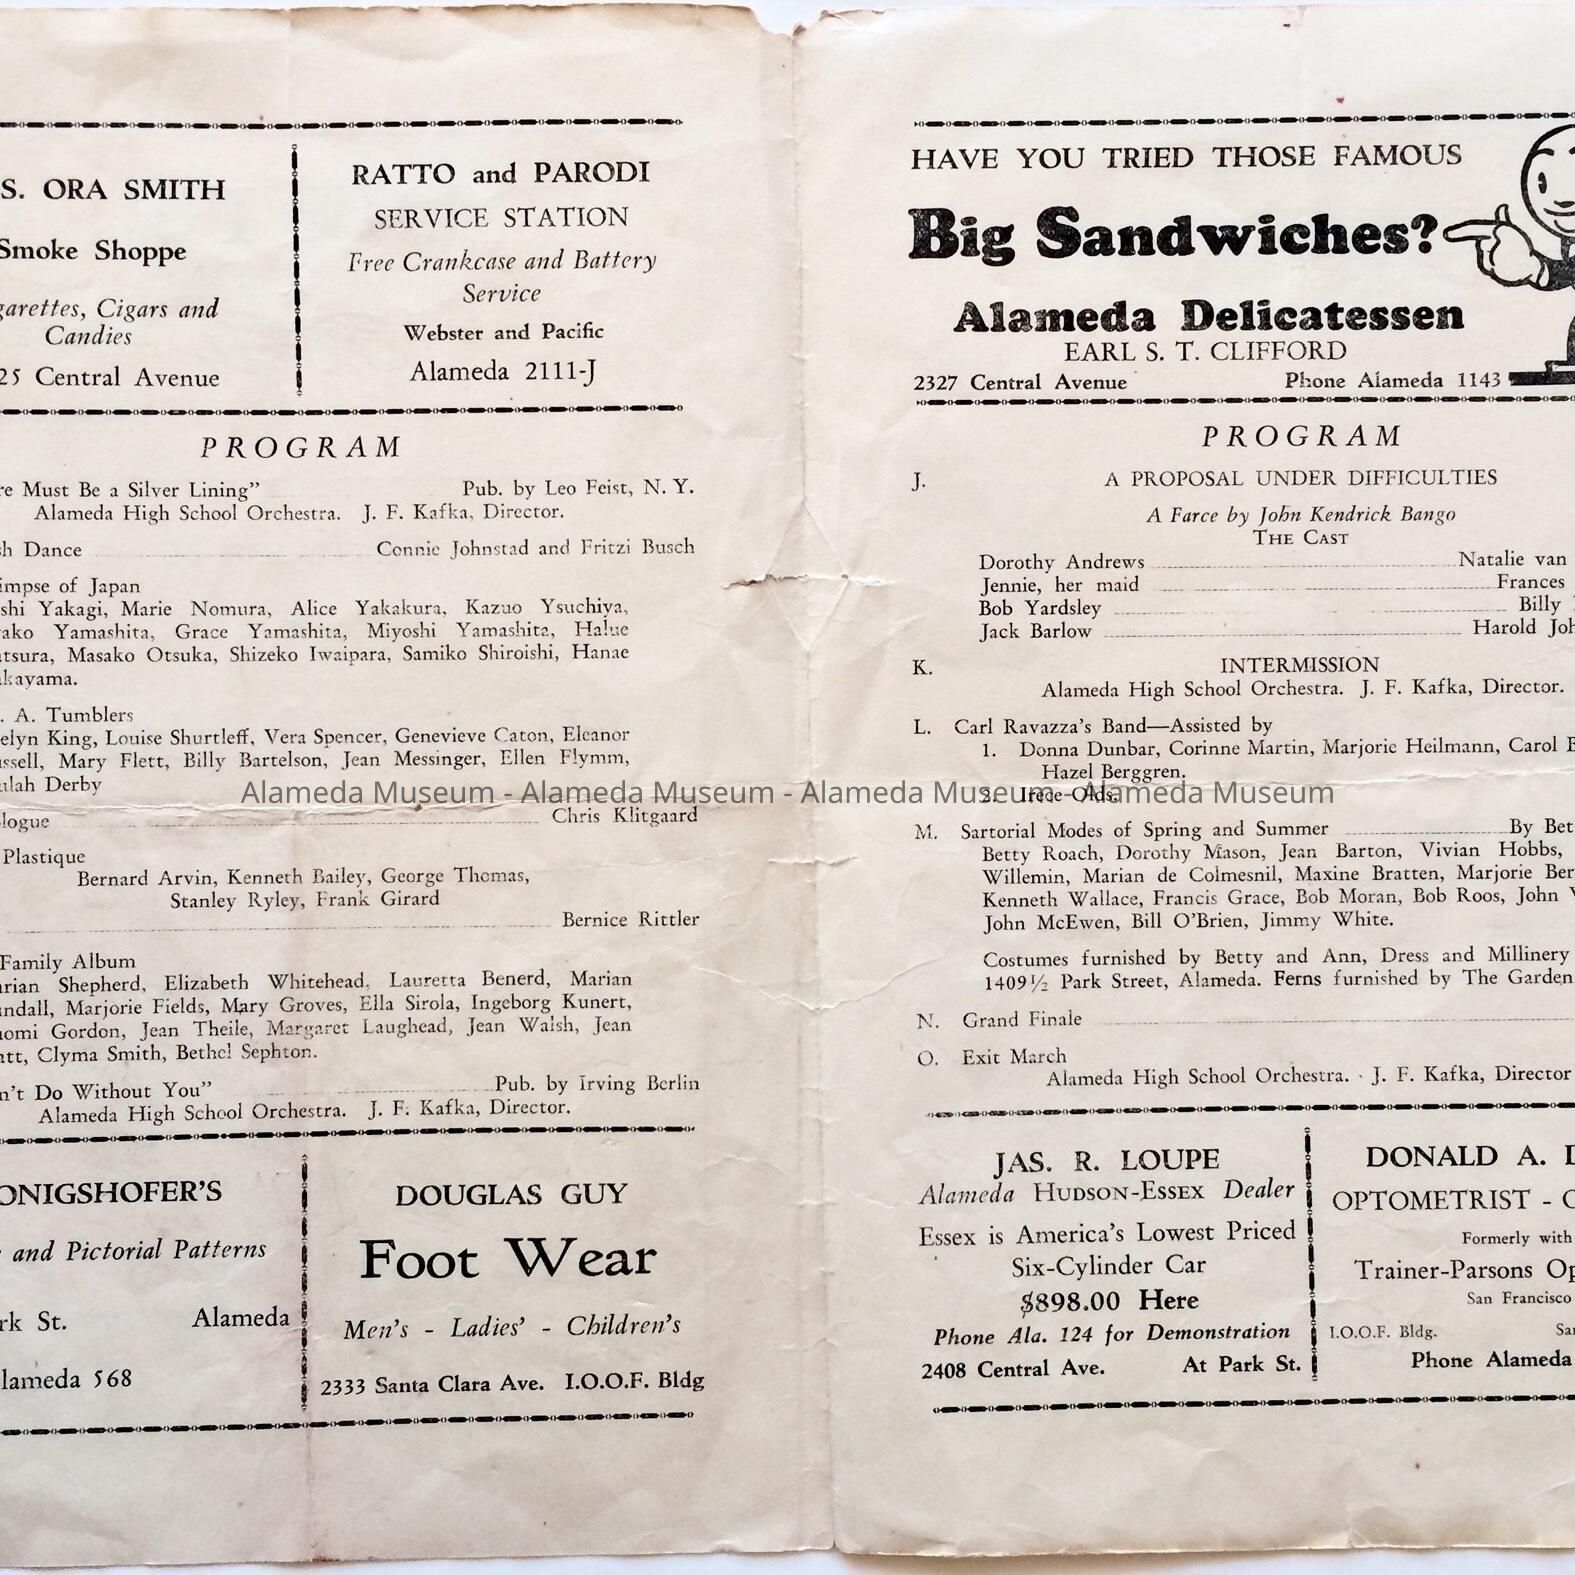 S. ORA SMITH
Smoke Shoppe
garettes, Cigars and
Candies
25 Central Avenue
RATTO and PARODI
SERVICE STATION
Free Crankcase and Battery
Service
Webster and Pacific
Alameda 2111-J
PROGRAM
re Must Be a Silver Lining” Pub. by Leo Feist, N. Y.
Alameda High School Orchestra. J. F. Kafka, Director.
sh Dance Connie Johnstad and Fritzi Busch
impse of Japan
shi Yakagi, Marie Nomura, Alice Yakakura, Kazuo Ysuchiya,
ako Yamashita, Grace Yamashita, Miyoshi Yamashita, Halue
atsura, Masako Otsuka, Shizeko Iwaipara, Samiko Shiroishi, Hanae
akayama.
. A. Tumblers
elyn King, Louise Shurtleff, Vera Spencer, Genevieve Caton, Eleanor
ussell, Mary Flett, Billy Bartelson, Jean Messinger, Ellen Flymm,
ulah Derby
logue Chris Klitgaard
Plastique
Bernard Arvin, Kenneth Bailey, George Thomas,
Stanley Ryley, Frank Girard
Bernice Rittler
Family Album
arian Shepherd, Elizabeth Whitehead, Lauretta Benerd, Marian
undall, Marjorie Fields, Mary Groves, Ella Sirola, Ingeborg Kunert,
aomi Gordon, Jean Theile, Margaret Laughead, Jean Walsh, Jean
att, Clyma Smith, Bethel Sephton.
n't Do Without You” Pub. by Irving Berlin
Alameda High School Orchestra. J. F. Kafka, Director.
ONIGSHOFER'S
and Pictorial Patterns
rk St. Alameda
lameda 568
DOUGLAS GUY
Foot Wear
Men's - Ladies' - Children's
2333 Santa Clara Ave. I.O.O.F. Bldg
HAVE YOU TRIED THOSE FAMOUS
Big Sandwiches?
Alameda Delicatessen
EARL S. T. CLIFFORD
2327 Central Avenue Phone Alameda 1143
PROGRAM
J. A PROPOSAL UNDER DIFFICULTIES
A Farce by John Kendrick Bango
THE CAST
Dorothy Andrews Natalie van
Jennie, her maid Frances
Bob Yardsley Billy
Jack Barlow Harold Joh
K. INTERMISSION
Alameda High School Orchestra. J. F. Kafka, Director.
L. Carl Ravazza's Band—Assisted by
1. Donna Dunbar, Corinne Martin, Marjorie Heilmann, Carol B
Hazel Berggren.
2. Irece Olds.
M. Sartorial Modes of Spring and Summer By Bet
Betty Roach, Dorothy Mason, Jean Barton, Vivian Hobbs,
Willemin, Marian de Colmesnil, Maxine Bratten, Marjorie Ber
Kenneth Wallace, Francis Grace, Bob Moran, Bob Roos, John
John McEwen, Bill O'Brien, Jimmy White.
Costumes furnished by Betty and Ann, Dress and Millinery
1409½ Park Street, Alameda. Ferns furnished by The Garden
N. Grand Finale
O. Exit March
Alameda High School Orchestra. J. F. Kafka, Director
JAS. R. LOUPE
Alameda HUDSON-ESSEX Dealer
Essex is America's Lowest Priced
Six-Cylinder Car
$898.00 Here
Phone Ala. 124 for Demonstration
2408 Central Ave. At Park St.
DONALD A.
OPTOMETRIST -
Formerly with
Trainer-Parsons Op
San Francisco
I.O.O.F. Bldg. Sa
Phone Alameda
Alameda Museum - Alameda Museum - Alameda Museum - Alameda Museum